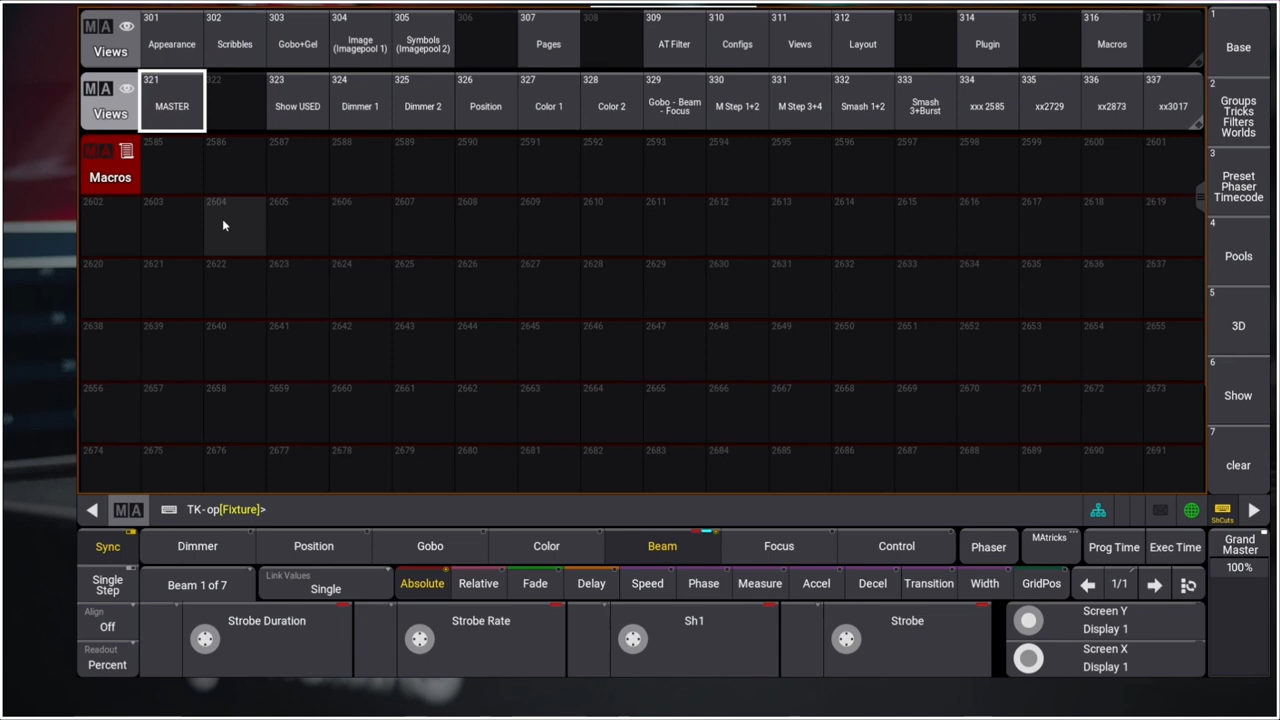 MA
Views
301
Appearance
302
Scribbles
303
Gobo+Gel
304
Image
(Imagepool 1)
305
Symbols
(Imagepool 2)
306
307
Pages
308
309
AT Filter
310
Configs
311
Views
312
Layout
313
314
Plugin
315
316
Macros
317
MA
Views
321
MASTER
322
323
Show USED
324
Dimmer 1
325
Dimmer 2
326
Position
327
Color 1
328
Color 2
329
Gobo - Beam
- Focus
330
M Step 1+2
331
M Step 3+4
332
Smash 1+2
333
Smash
3+Burst
334
xxx 2585
335
xx2729
336
xx2873
337
xx3017
MA
Macros
2585 2586 2587 2588 2589 2590 2591 2592 2593 2594 2595 2596 2597 2598 2599 2600 2601
2602 2603 2604 2605 2606 2607 2608 2609 2610 2611 2612 2613 2614 2615 2616 2617 2618 2619
2620 2621 2622 2623 2624 2625 2626 2627 2628 2629 2630 2631 2632 2633 2634 2635 2636 2637
2638 2639 2640 2641 2642 2643 2644 2645 2646 2647 2648 2649 2650 2651 2652 2653 2654 2655
2656 2657 2658 2659 2660 2661 2662 2663 2664 2665 2666 2667 2668 2669 2670 2671 2672 2673
2674 2675 2676 2677 2678 2679 2680 2681 2682 2683 2684 2685 2686 2687 2688 2689 2690 2691
1
Base
2
Groups
Tricks
Filters
Worlds
3
Preset
Phaser
Timecode
4
Pools
5
3D
6
Show
7
clear
MA
TK-op[Fixture]>
ShCuts
Sync
Dimmer
Position
Gobo
Color
Beam
Focus
Control
Phaser
MAtricks
Prog Time
Exec Time
Grand
Master
100%
Single
Step
Beam 1 of 7
Link Values
Single
Absolute
Relative
Fade
Delay
Speed
Phase
Measure
Accel
Decel
Transition
Width
GridPos
1/1
Align
Off
Readout
Percent
Strobe Duration
Strobe Rate
Sh1
Strobe
Screen Y
Display 1
Screen X
Display 1